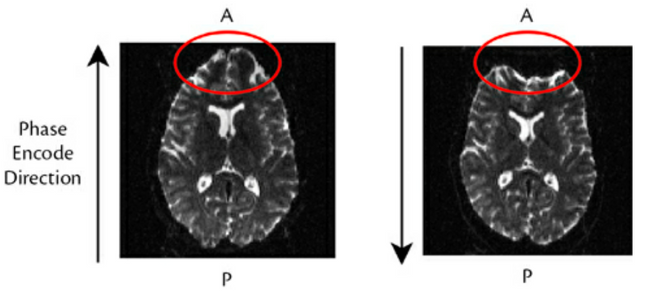 A
A
Phase
Encode
Direction
P
P